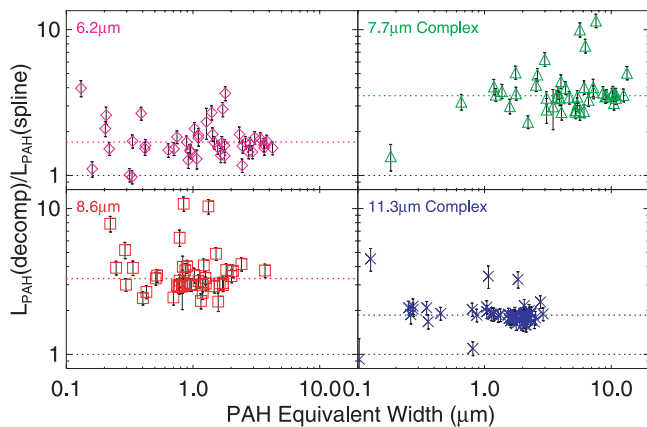 6.2μm
7.7μm Complex
10
1
8.6μm
11.3μm Complex
10
1
0.1 1.0 10.00 0.1 1.0 10.0
L_PAH(decomp)/L_PAH(spline)
PAH Equivalent Width (μm)